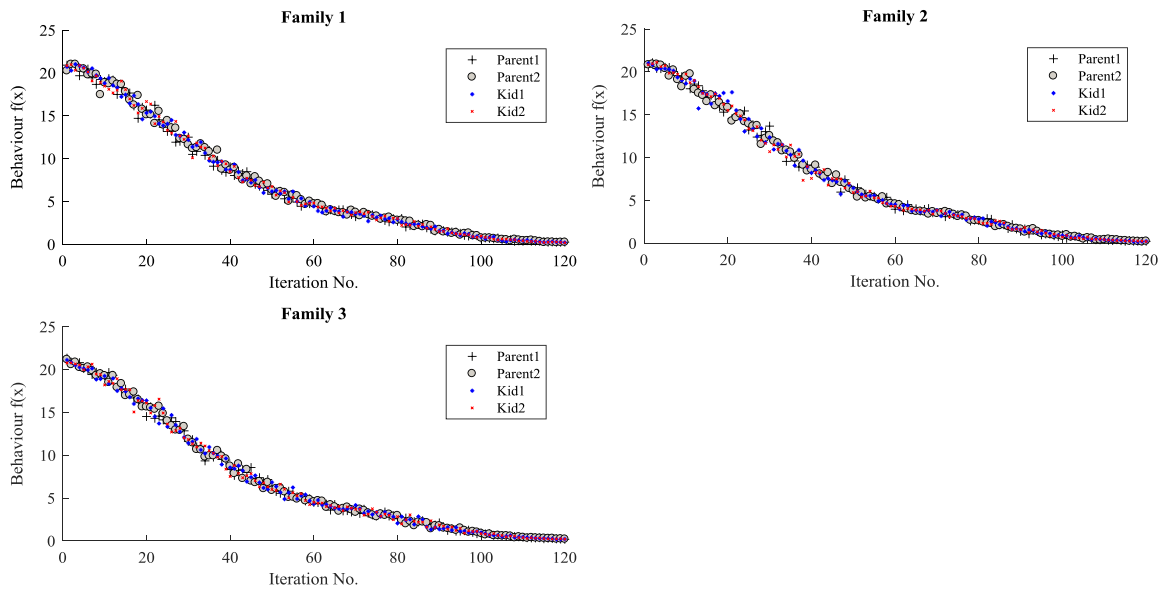 Family 1
Behaviour f(x)
25
20
15
10
5
0
0 20 40 60 80 100 120
Iteration No.
Parent1
Parent2
Kid1
Kid2
Family 2
Behaviour f(x)
25
20
15
10
5
0
0 20 40 60 80 100 120
Iteration No.
Parent1
Parent2
Kid1
Kid2
Family 3
Behaviour f(x)
25
20
15
10
5
0
0 20 40 60 80 100 120
Iteration No.
Parent1
Parent2
Kid1
Kid2